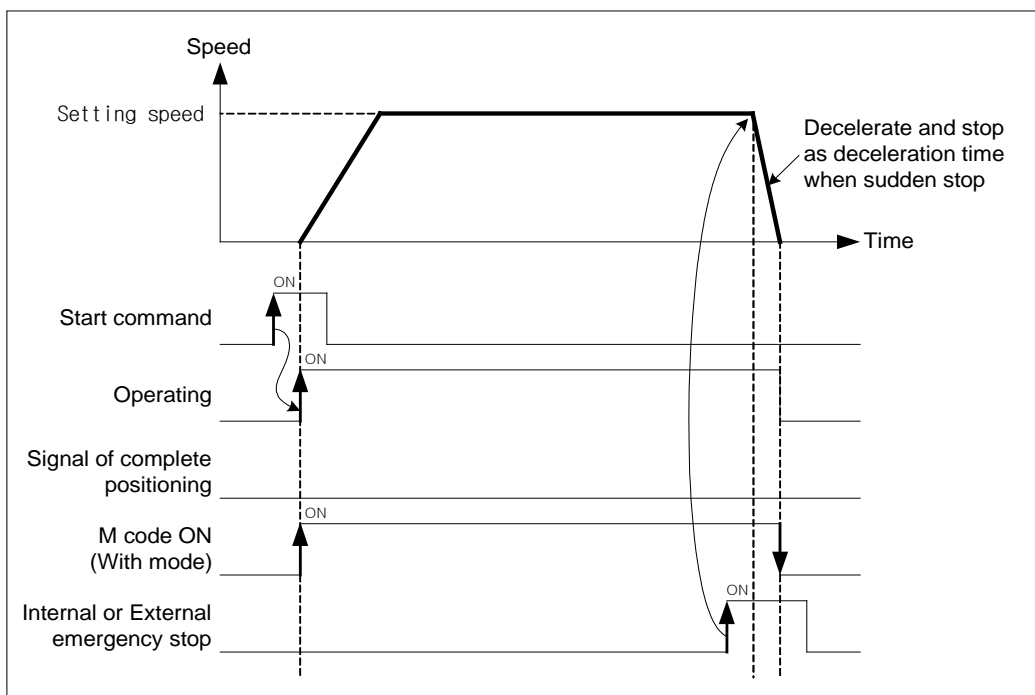 Speed
Setting speed
Decelerate and stop
as deceleration time
when sudden stop
Time
ON
Start command
ON
Operating
Signal of complete
positioning
ON
M code ON
(With mode)
ON
Internal or External
emergency stop